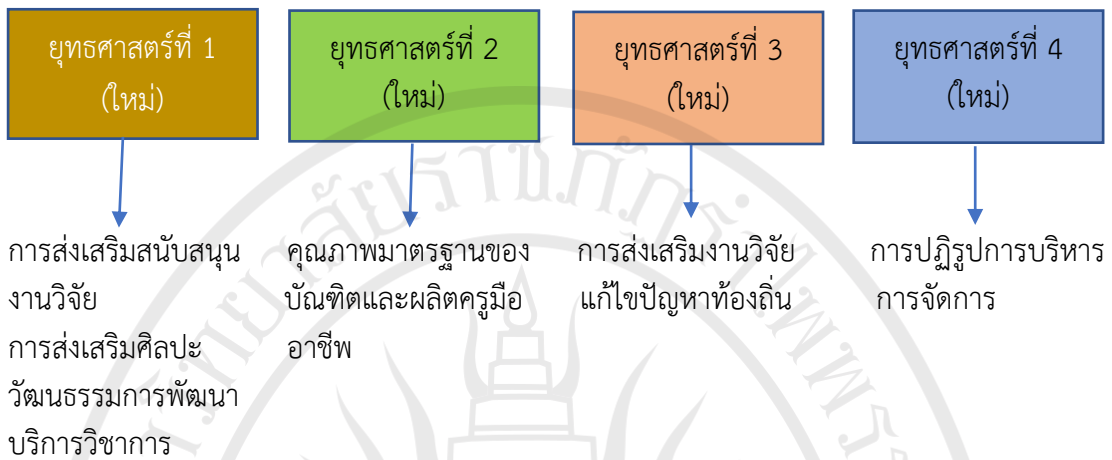 ยุทธศาสตร์ที่ 1
(ใหม่)
ยุทธศาสตร์ที่ 2
(ใหม่)
ยุทธศาสตร์ที่ 3
(ใหม่)
ยุทธศาสตร์ที่ 4
(ใหม่)
การส่งเสริมสนับสนุน
งานวิจัย
การส่งเสริมศิลปะ
วัฒนธรรมการพัฒนา
บริการวิชาการ
คุณภาพมาตรฐานของ
บัณฑิตและผลิตครูมือ
อาชีพ
การส่งเสริมงานวิจัย
แก้ไขปัญหาท้องถิ่น
การปฏิรูปการบริหาร
การจัดการ